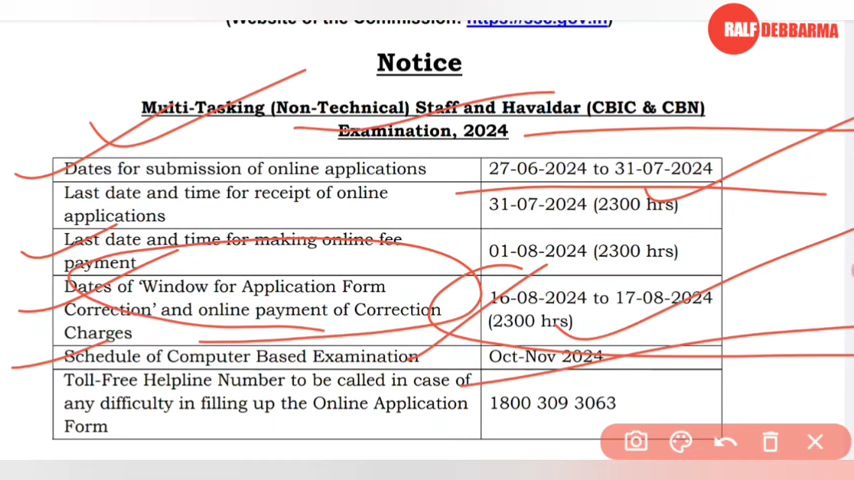 (Website of the Commission: https://ssc.gov.in)
RALF DEBBARMA
Notice
Multi-Tasking (Non-Technical) Staff and Havaldar (CBIC & CBN)
Examination, 2024
Dates for submission of online applications 27-06-2024 to 31-07-2024
Last date and time for receipt of online
applications
31-07-2024 (2300 hrs)
Last date and time for making online fee
payment
01-08-2024 (2300 hrs)
Dates of ‘Window for Application Form
Correction’ and online payment of Correction
Charges
16-08-2024 to 17-08-2024
(2300 hrs)
Schedule of Computer Based Examination Oct-Nov 2024
Toll-Free Helpline Number to be called in case of
any difficulty in filling up the Online Application
Form
1800 309 3063